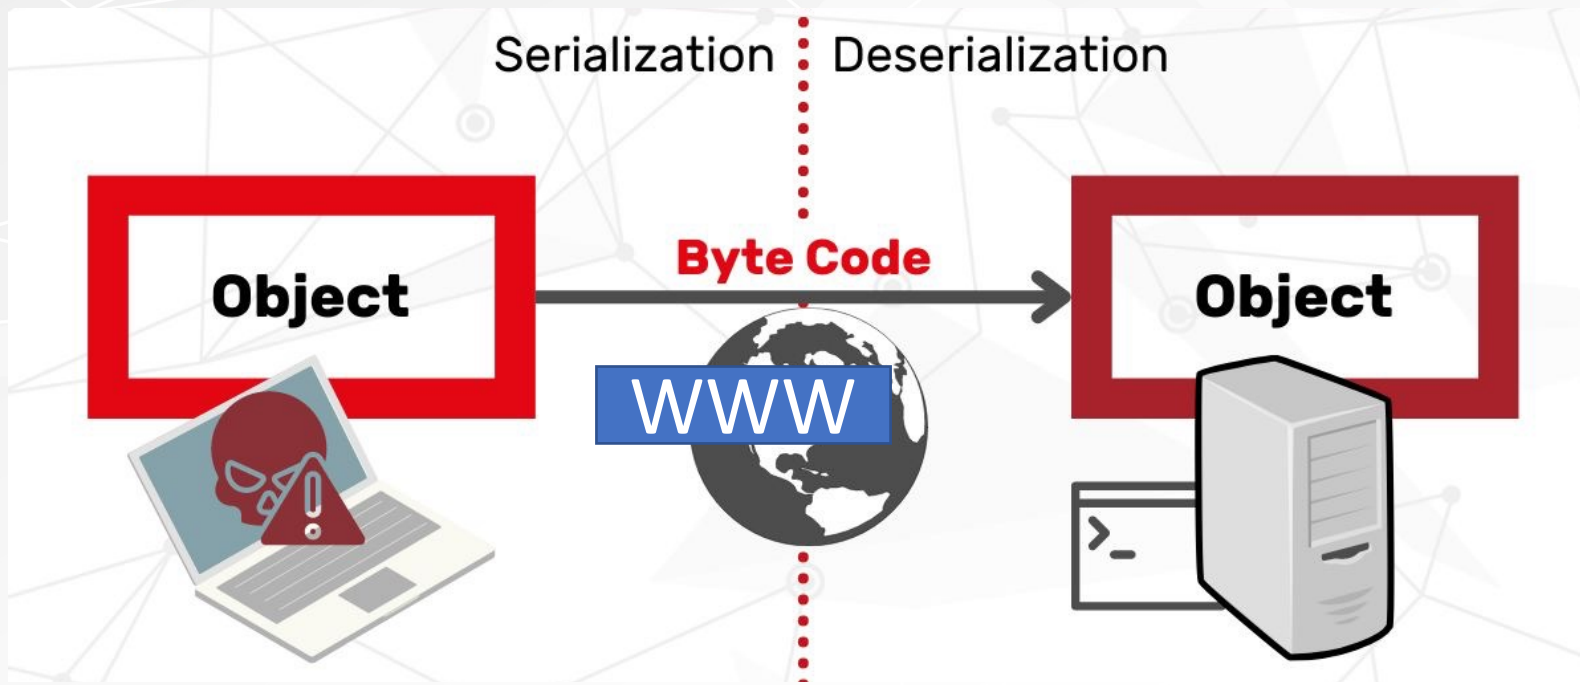 Serialization
Deserialization
Byte Code
Object
Object
WWW
>_